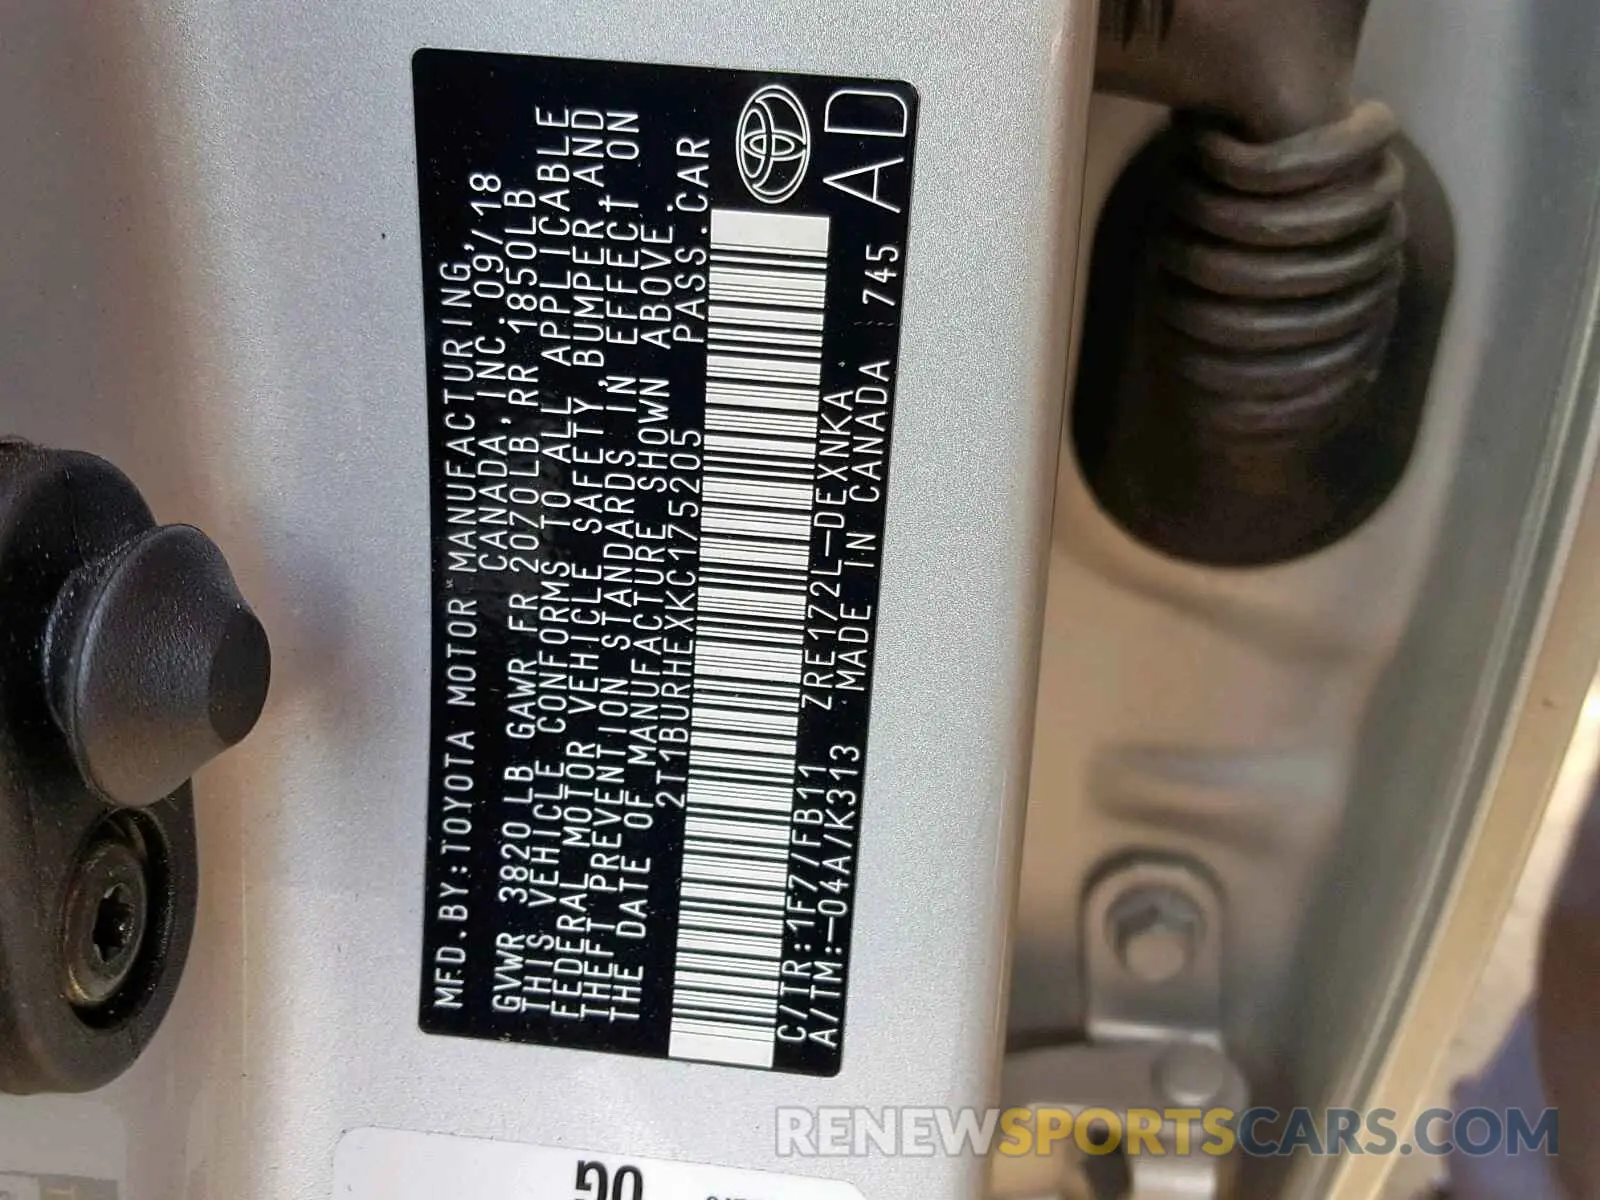 MFD.BY:TOYOTA MOTOR MANUFACTURING
CANADA, INC. 09/18
GVWR 3820LB GAWR FR 2070LB, RR 1850LB
THIS VEHICLE CONFORMS TO ALL APPLICABLE
FEDERAL MOTOR VEHICLE SAFETY, BUMPER, AND
THEFT PREVENTION STANDARDS IN EFFECT ON
THE DATE OF MANUFACTURE SHOWN ABOVE.
2T1BURHEXKC175205 PASS.CAR
C/TR:1F7/FB11 ZRE172L-DEXNKA
A/TM:-04A/K313 MADE IN CANADA 745
AD
RENEWSPORTSCARS.COM